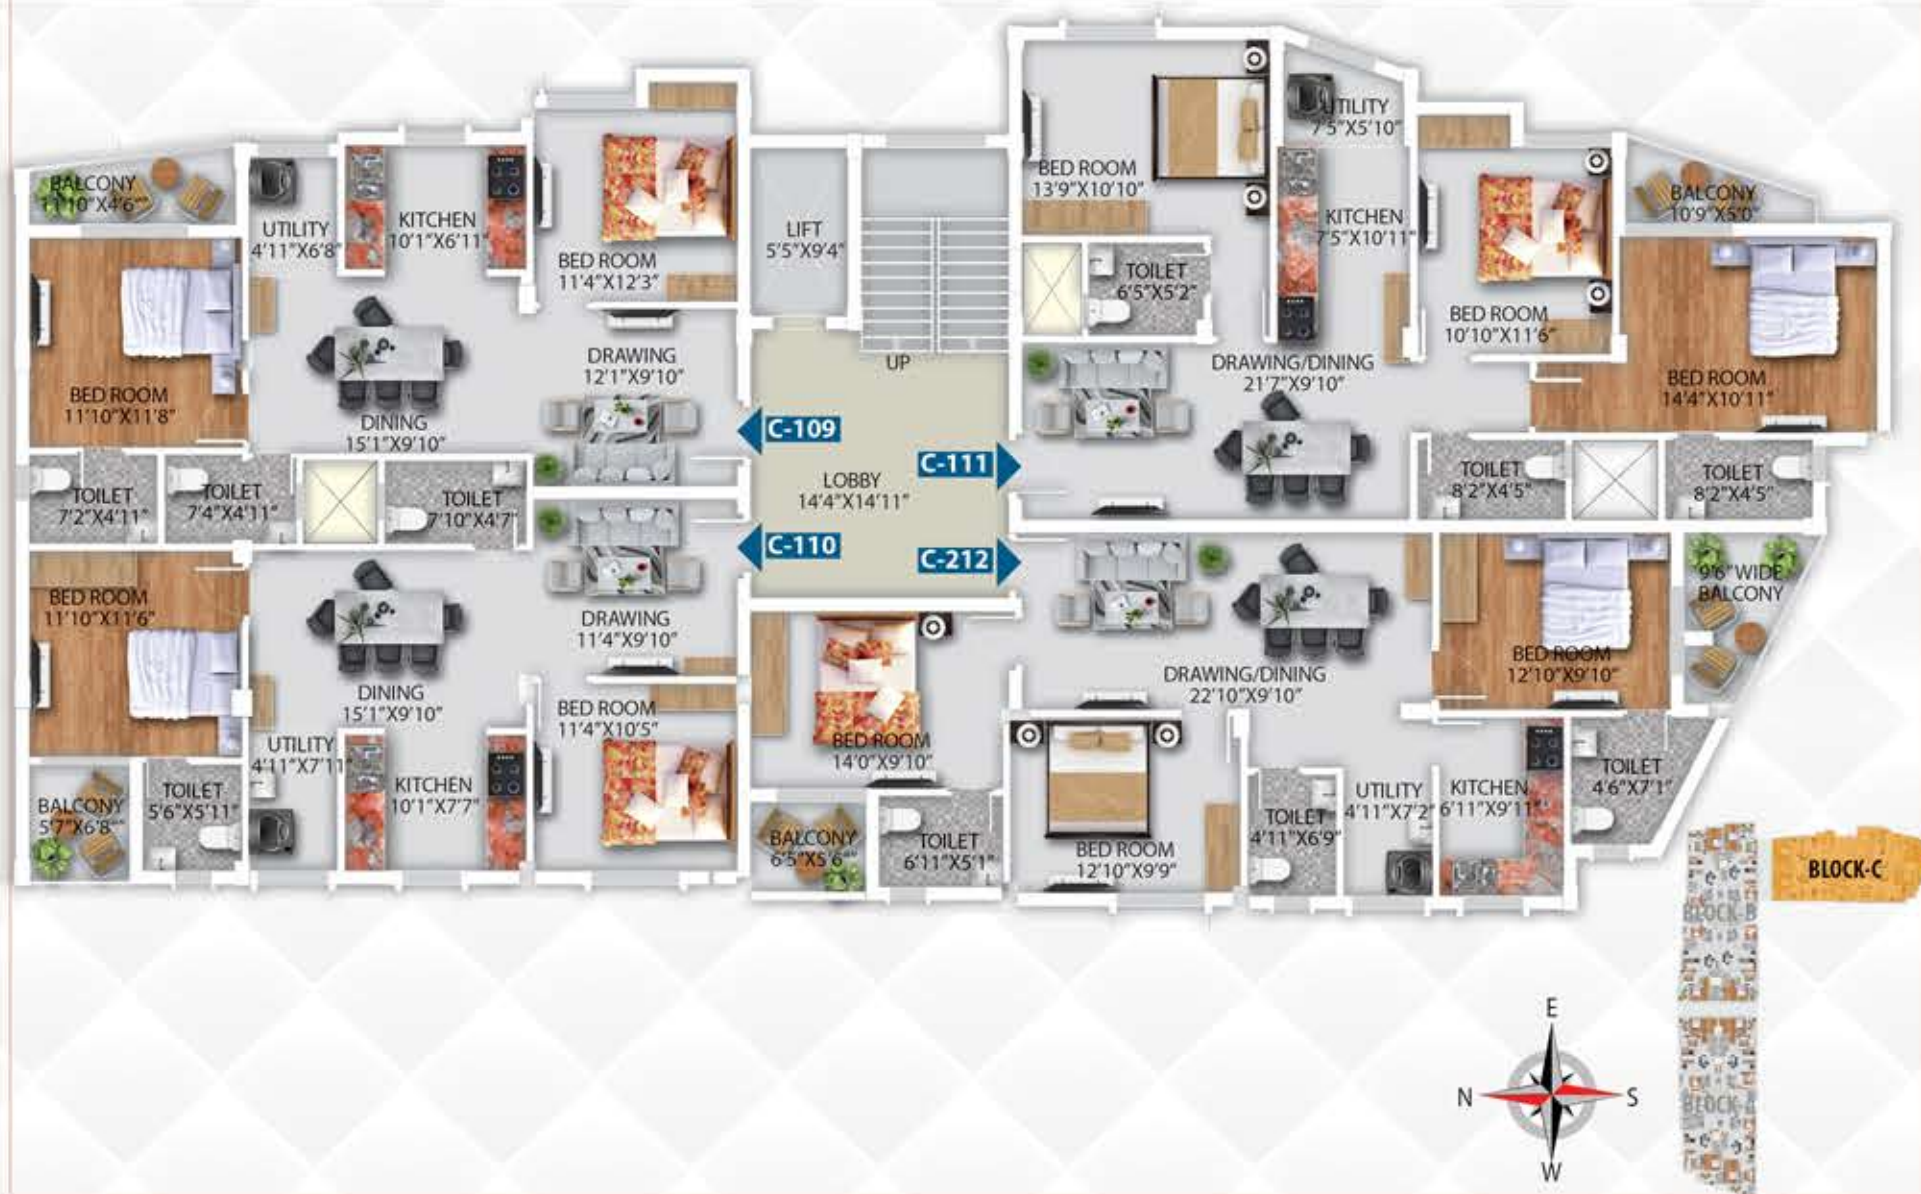 BALCONY
11'10"X4'6"
UTILITY
4'11"X6'8"
KITCHEN
10'1"X6'11"
BED ROOM
11'4"X12'3"
BED ROOM
11'10"X11'8"
DINING
15'1"X9'10"
DRAWING
12'1"X9'10"
TOILET
7'2"X4'11"
TOILET
7'4"X4'11"
TOILET
7'10"X4'7"
LIFT
5'5"X9'4"
UP
C-109
C-110
LOBBY
14'4"X14'11"
C-111
C-212
BED ROOM
13'9"X10'10"
UTILITY
7'5"X5'10"
KITCHEN
7'5"X10'11"
TOILET
6'5"X5'2"
BED ROOM
10'10"X11'6"
BALCONY
10'9"X5'0"
DRAWING/DINING
21'7"X9'10"
BED ROOM
14'4"X10'11"
TOILET
8'2"X4'5"
TOILET
8'2"X4'5"
BED ROOM
11'10"X11'6"
DRAWING
11'4"X9'10"
DINING
15'1"X9'10"
BED ROOM
11'4"X10'5"
UTILITY
4'11"X7'11"
KITCHEN
10'1"X7'7"
BALCONY
5'7"X6'8"
TOILET
5'6"X5'11"
DRAWING/DINING
22'10"X9'10"
BED ROOM
12'10"X9'10"
9'6" WIDE
BALCONY
BED ROOM
14'0"X9'10"
BALCONY
6'5"X5'6"
TOILET
6'11"X5'1"
BED ROOM
12'10"X9'9"
TOILET
4'11"X6'9"
UTILITY
4'11"X7'2"
KITCHEN
6'11"X9'11"
TOILET
4'6"X7'1"
BLOCK-C
BLOCK-B
BLOCK-A
E
N
S
W